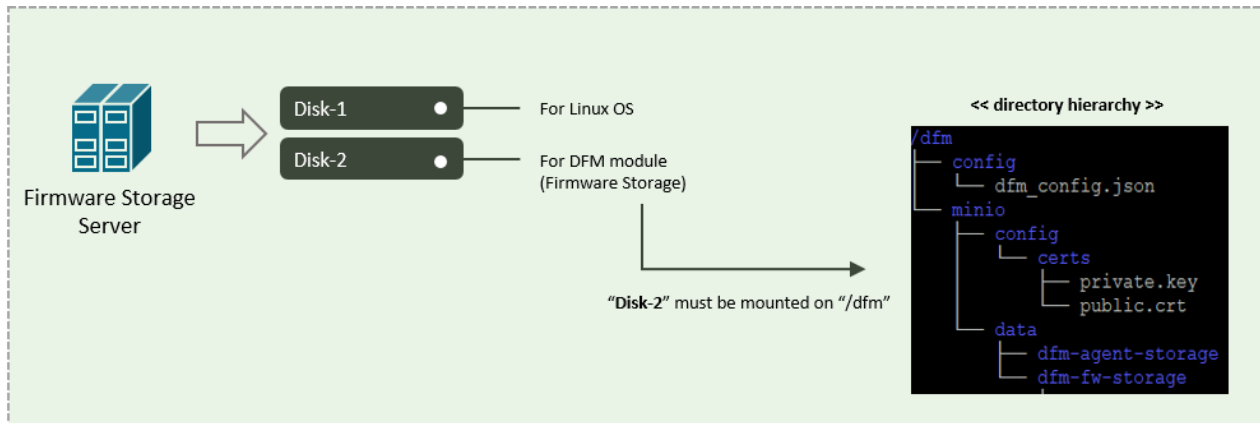 Firmware Storage
Server
Disk-1
Disk-2
For Linux OS
For DFM module
(Firmware Storage)
“Disk-2” must be mounted on “/dfm”
<< directory hierarchy >>
/dfm
├── config
│   └── dfm_config.json
└── minio
    ├── config
    │   └── certs
    │       ├── private.key
    │       └── public.crt
    └── data
        ├── dfm-agent-storage
        └── dfm-fw-storage